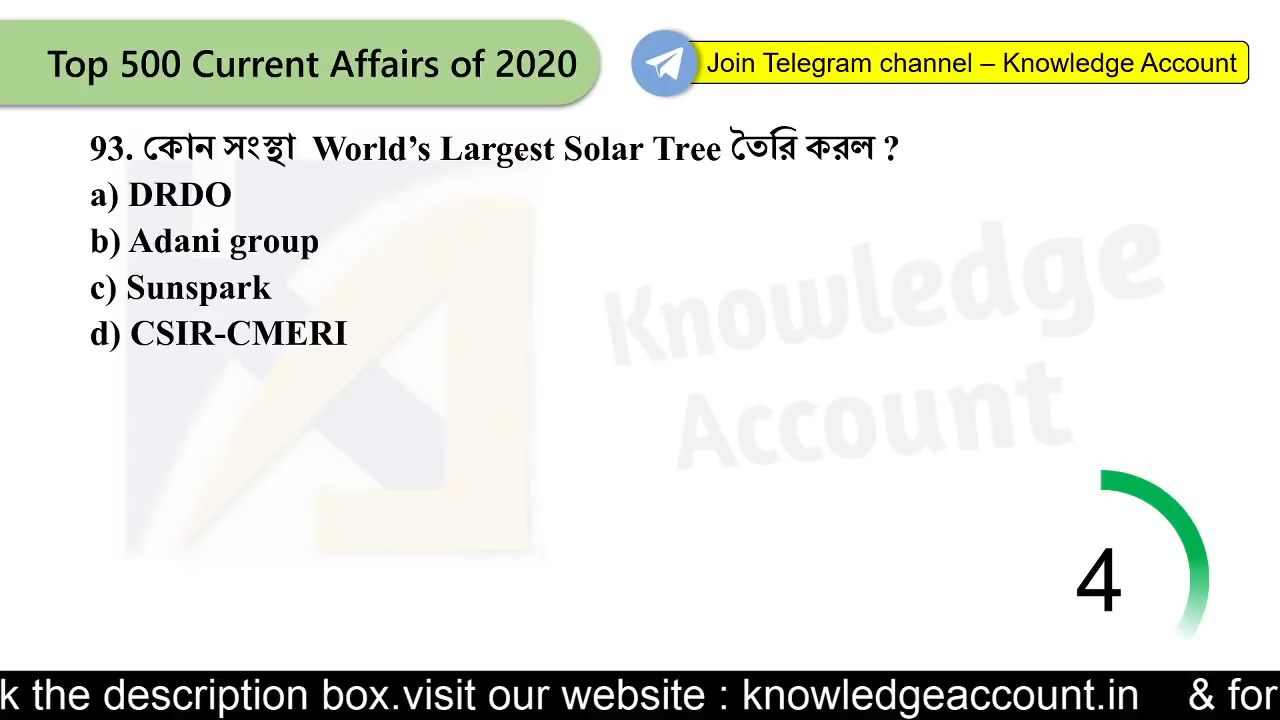 Top 500 Current Affairs of 2020
Join Telegram channel – Knowledge Account
93. কোন সংস্থা World's Largest Solar Tree তৈরি করল ?
a) DRDO
b) Adani group
c) Sunspark
d) CSIR-CMERI
Knowledge
Account
4
k the description box.visit our website : knowledgeaccount.in & for